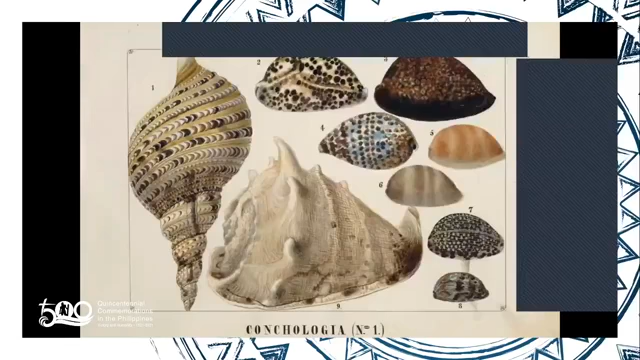 1
2
3
4
5
6
7
8
9
CONCHOLOGIA (Nº 1.)
500
Quincentennial
Commemorations
in the Philippines